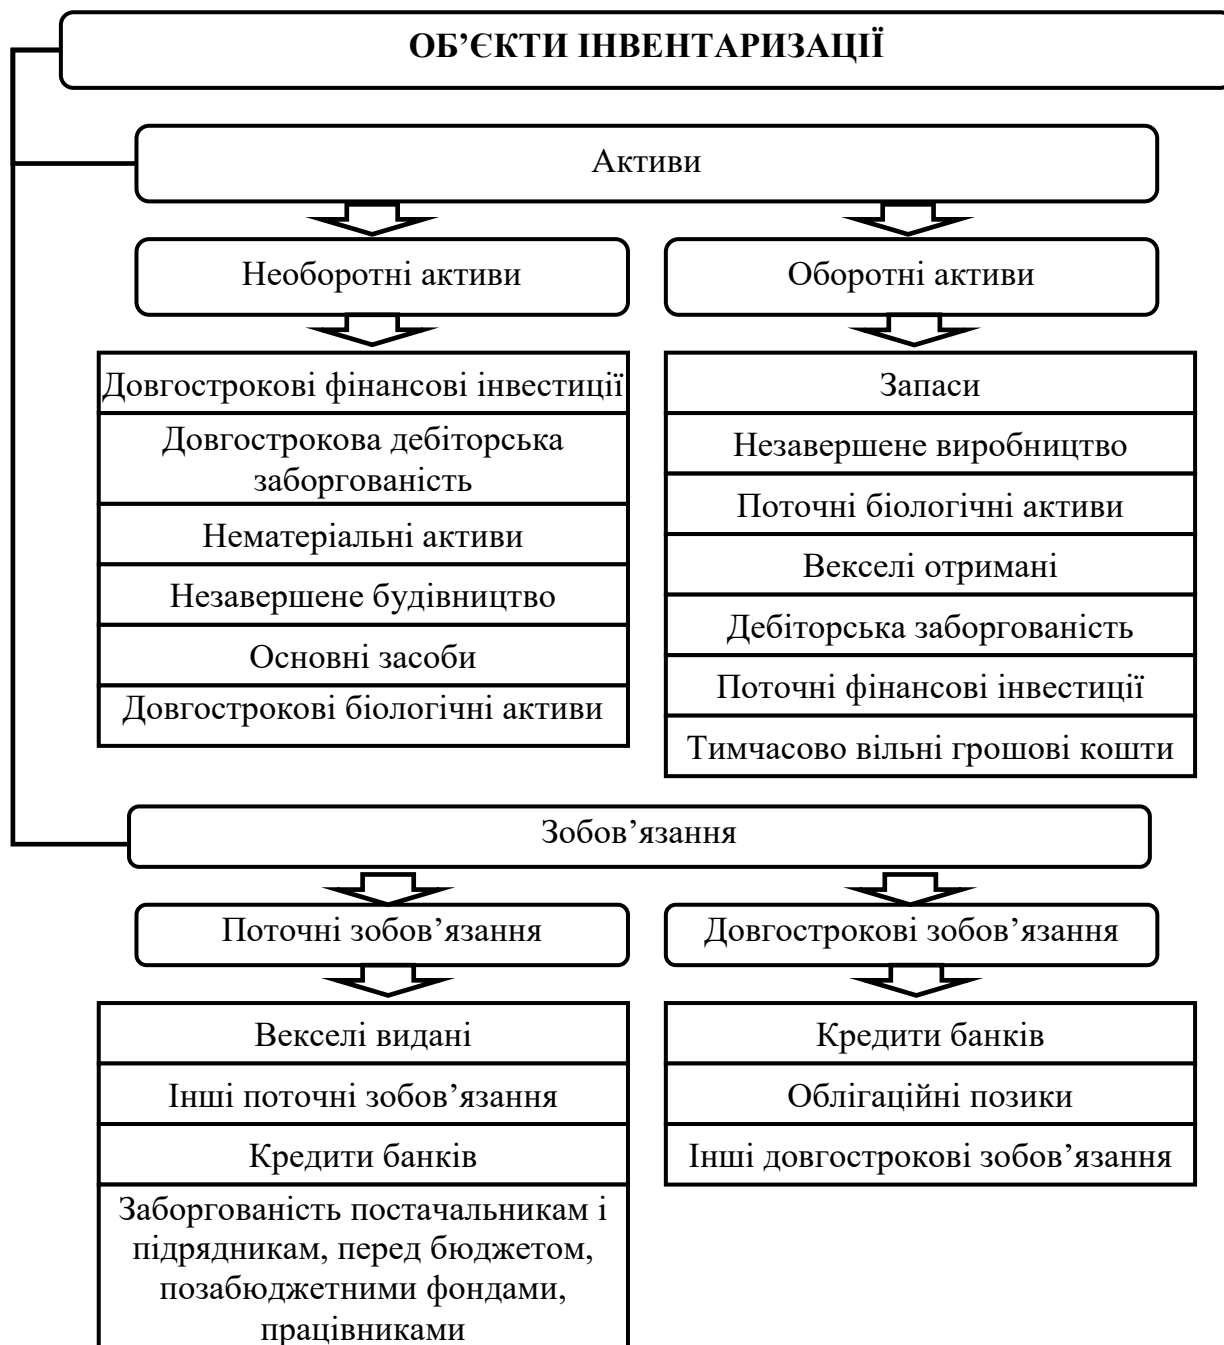 ОБ’ЄКТИ ІНВЕНТАРИЗАЦІЇ
Активи
Необоротні активи
Оборотні активи
Довгострокові фінансові інвестиції
Довгострокова дебіторська
заборгованість
Нематеріальні активи
Незавершене будівництво
Основні засоби
Довгострокові біологічні активи
Запаси
Незавершене виробництво
Поточні біологічні активи
Векселі отримані
Дебіторська заборгованість
Поточні фінансові інвестиції
Тимчасово вільні грошові кошти
Зобов’язання
Поточні зобов’язання
Довгострокові зобов’язання
Векселі видані
Інші поточні зобов’язання
Кредити банків
Заборгованість постачальникам і
підрядникам, перед бюджетом,
позабюджетними фондами,
працівниками
Кредити банків
Облігаційні позики
Інші довгострокові зобов’язання